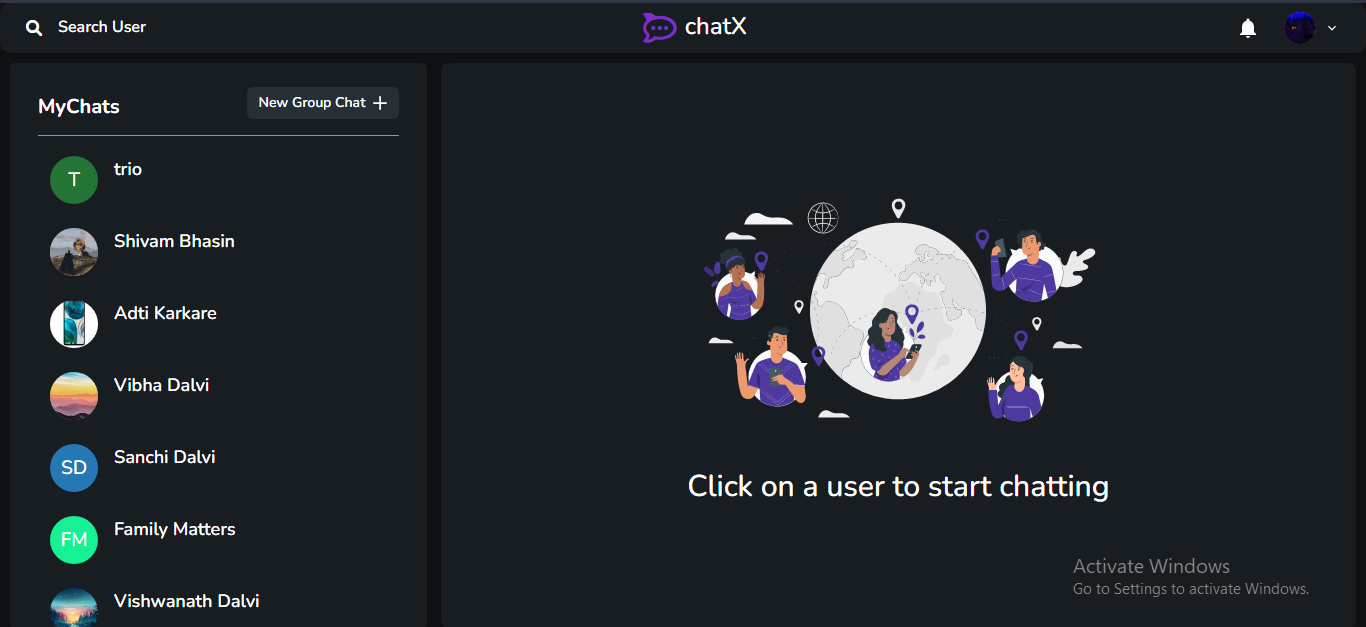 Search User
chatX
MyChats
New Group Chat +
T
trio
Shivam Bhasin
Adti Karkare
Vibha Dalvi
SD
Sanchi Dalvi
FM
Family Matters
Vishwanath Dalvi
Click on a user to start chatting
Activate Windows
Go to Settings to activate Windows.